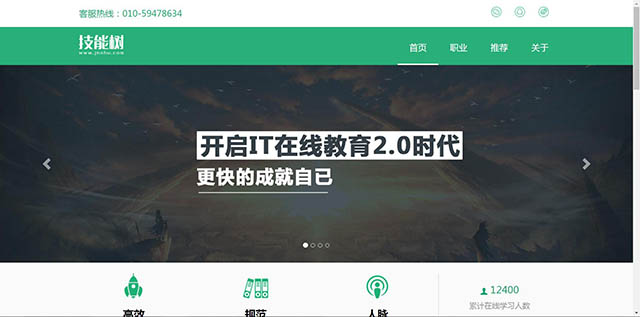 客服热线：010-59478634
技能树
www.jnshu.com
首页 职业 推荐 关于
开启IT在线教育2.0时代
更快的成就自己
高效 规范 人脉
12400
累计在线学习人数